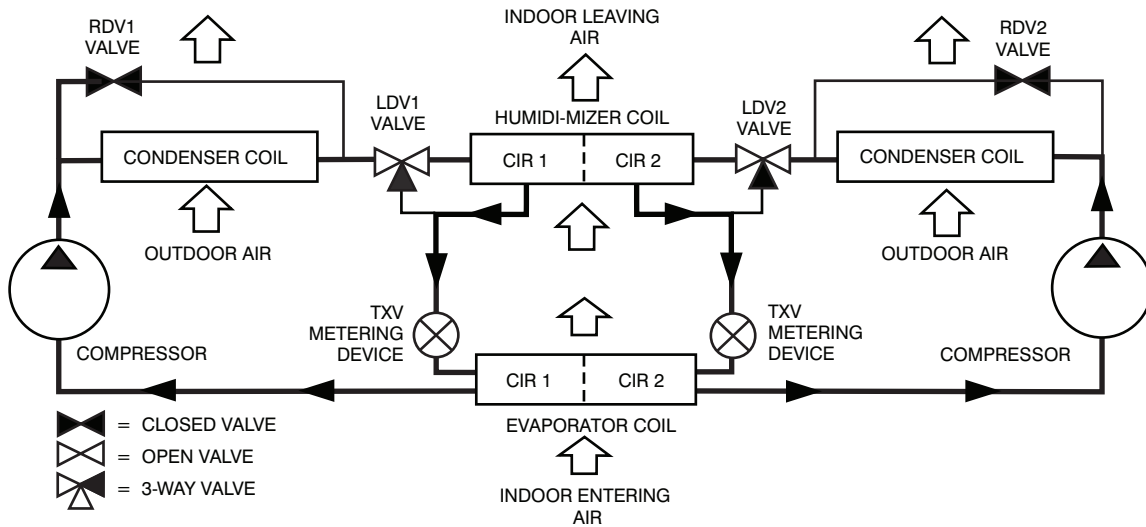 INDOOR LEAVING
AIR
RDV1
VALVE
RDV2
VALVE
LDV1
VALVE
HUMIDI-MIZER COIL
LDV2
VALVE
CONDENSER COIL
CIR 1
CIR 2
CONDENSER COIL
OUTDOOR AIR
OUTDOOR AIR
TXV
METERING
DEVICE
TXV
METERING
DEVICE
COMPRESSOR
COMPRESSOR
CIR 1
CIR 2
EVAPORATOR COIL
= CLOSED VALVE
= OPEN VALVE
= 3-WAY VALVE
INDOOR ENTERING
AIR